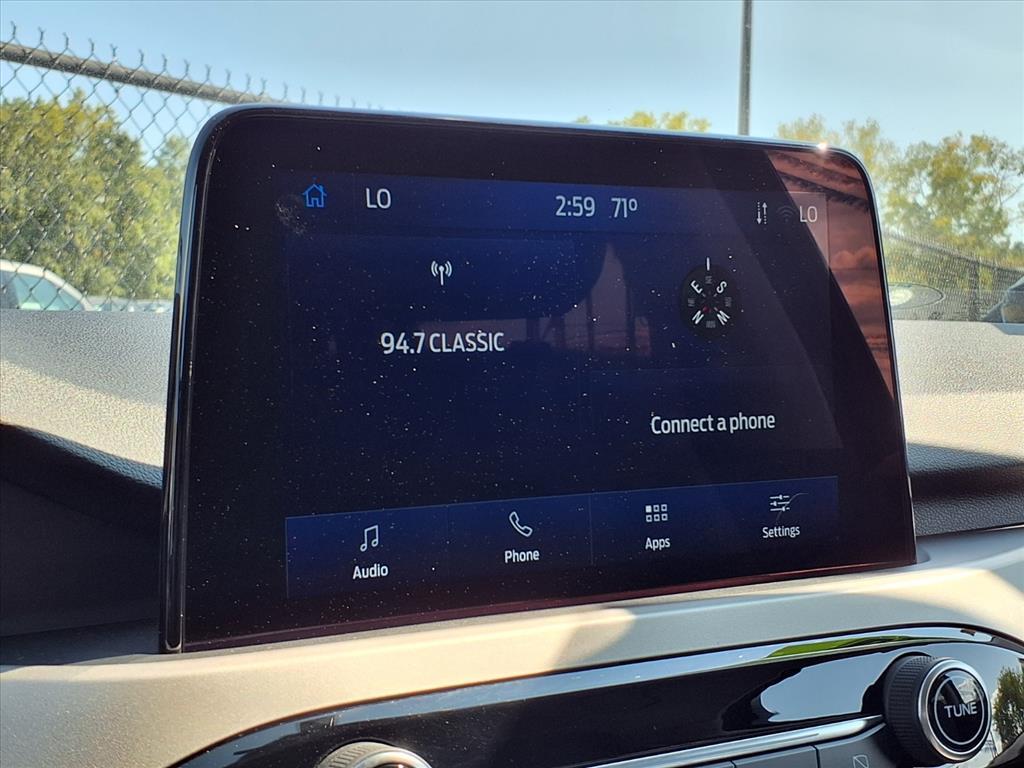 LO
2:59 71°
LO
94.7 CLASSIC
E S
N W
Connect a phone
Audio
Phone
Apps
Settings
TUNE